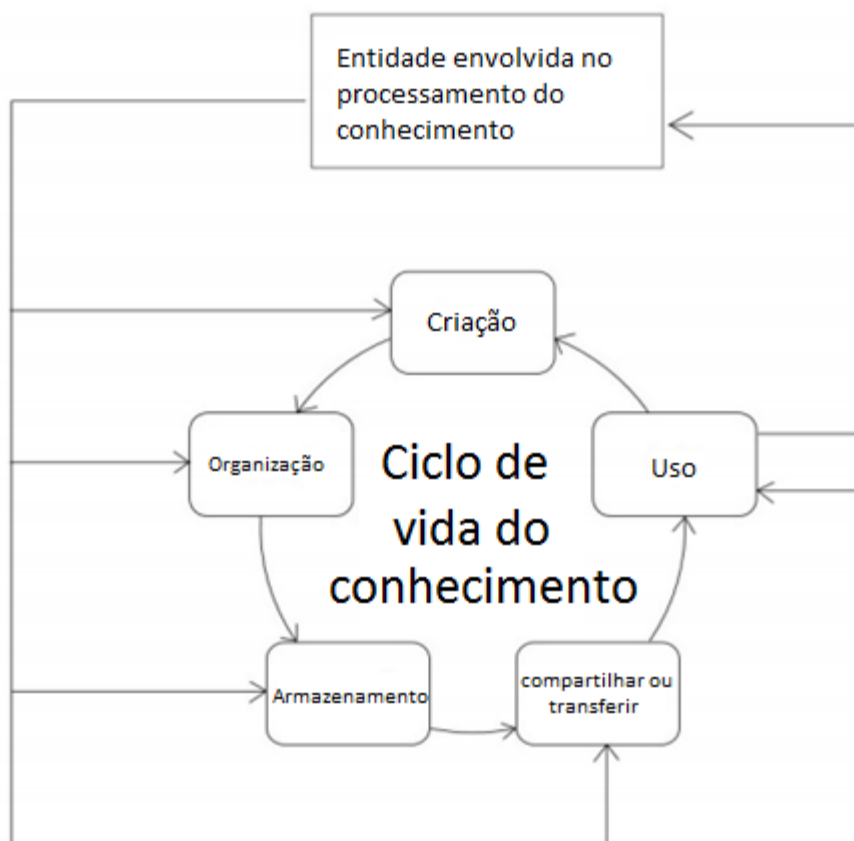 Entidade envolvida no
processamento do
conhecimento
Criação
Organização
Ciclo de
vida do
conhecimento
Uso
Armazenamento
compartilhar ou
transferir